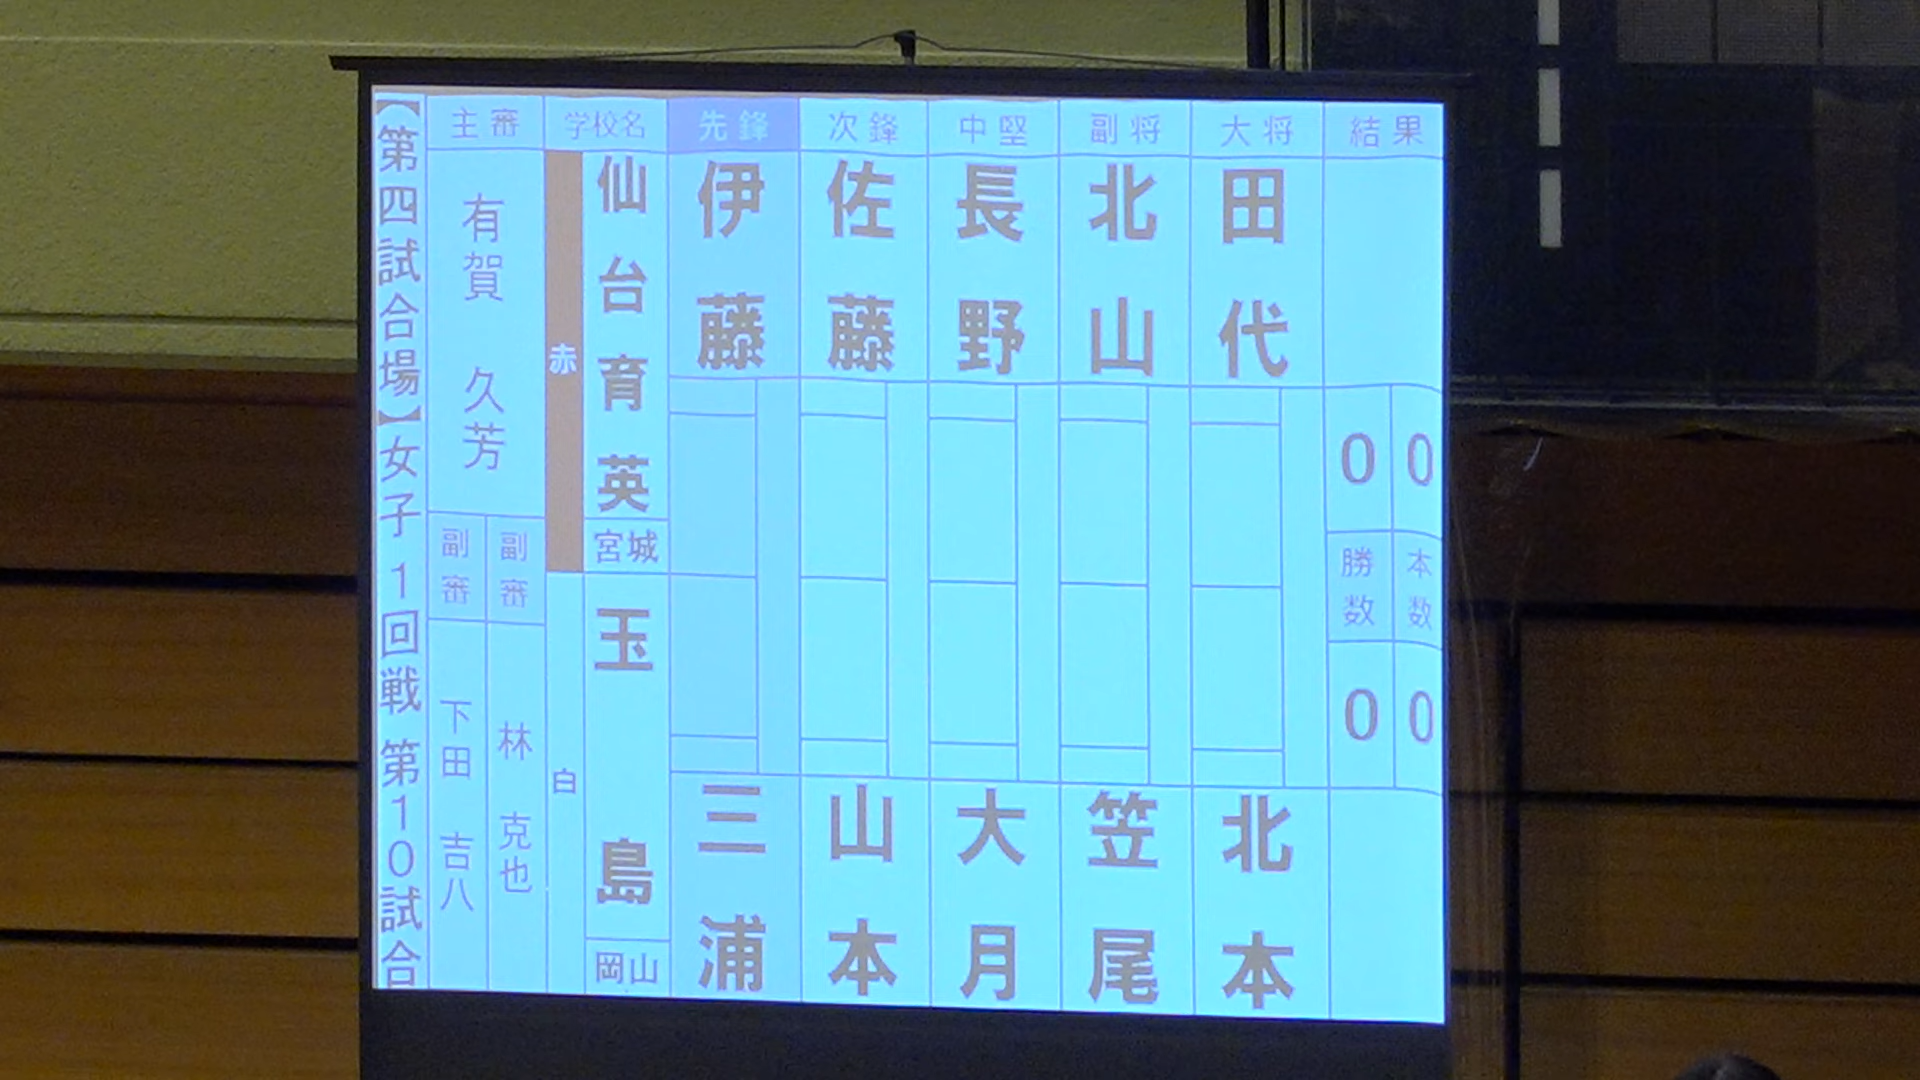 【第四試合場】女子 1回戦 第10試合
主審
有賀 久芳
副審
下田 吉八
副審
林 克也
学校名
赤
仙台育英
宮城
白
玉島
岡山
先鋒
伊藤
三浦
次鋒
佐藤
山本
中堅
長野
大月
副将
北山
笠尾
大将
田代
北本
結果
0 0
勝数 本数
0 0